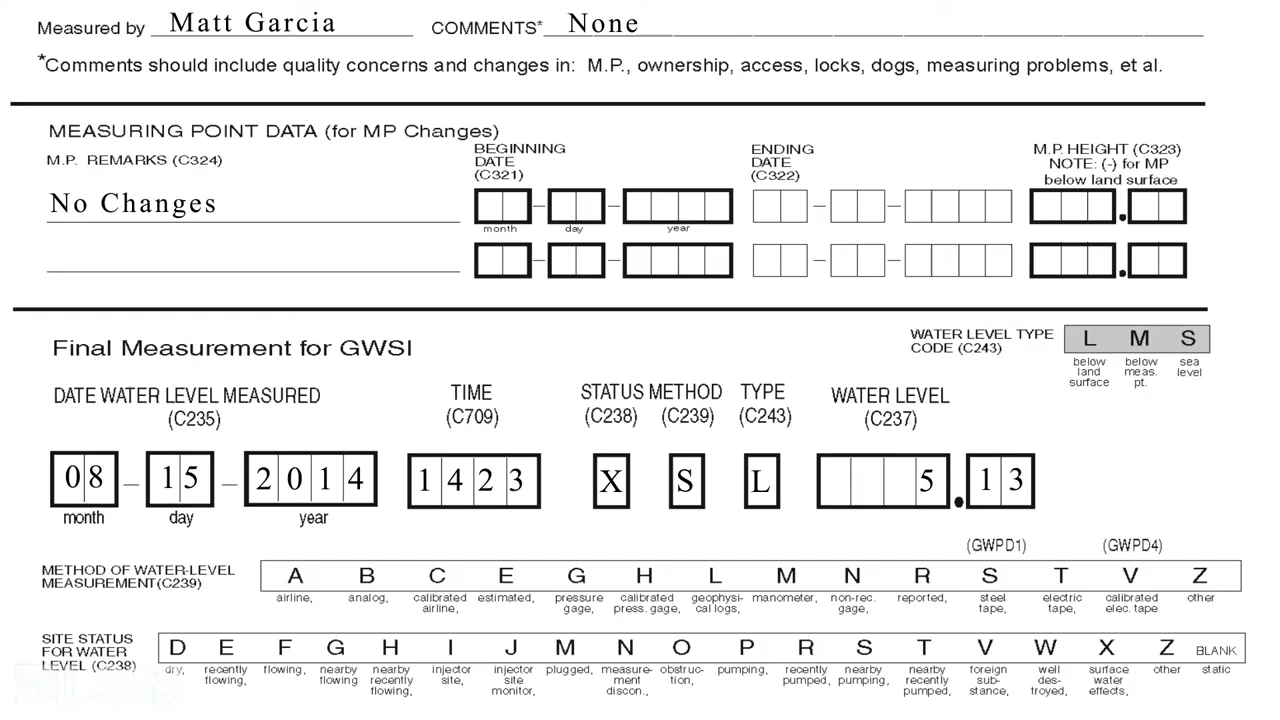 Measured by Matt Garcia COMMENTS* None
*Comments should include quality concerns and changes in: M.P., ownership, access, locks, dogs, measuring problems, et al.
MEASURING POINT DATA (for MP Changes)
M.P. REMARKS (C324)
BEGINNING
DATE
(C321)
ENDING
DATE
(C322)
M.P. HEIGHT (C323)
NOTE: (-) for MP
below land surface
No Changes
month day year
Final Measurement for GWSI
WATER LEVEL TYPE
CODE (C243)
L M S
below
land
surface
below
meas.
pt.
sea
level
DATE WATER LEVEL MEASURED
(C235)
TIME
(C709)
STATUS
(C238)
METHOD
(C239)
TYPE
(C243)
WATER LEVEL
(C237)
08 – 15 – 2014 1423 X S L 5.13
month day year
(GWPD1) (GWPD4)
METHOD OF WATER-LEVEL
MEASUREMENT(C239)
A B C E G H L M N R S T V Z
airline,
analog,
calibrated
airline,
estimated,
pressure
gage,
calibrated
press. gage,
geophysi-
cal logs,
manometer,
non-rec.
gage,
reported,
steel
tape,
electric
tape,
calibrated
elec. tape
other
SITE STATUS
FOR WATER
LEVEL (C238)
D E F G H I J M N O P R S T V W X Z BLANK
dry,
recently
flowing,
flowing,
nearby
flowing
nearby
recently
flowing,
injector
site,
injector
site
monitor,
plugged,
measure-
ment
discon.,
obstruc-
tion,
pumping,
recently
pumped,
nearby
pumping,
nearby
recently
pumped,
foreign
sub-
stance,
well
des-
troyed,
surface
water
effects,
other
static